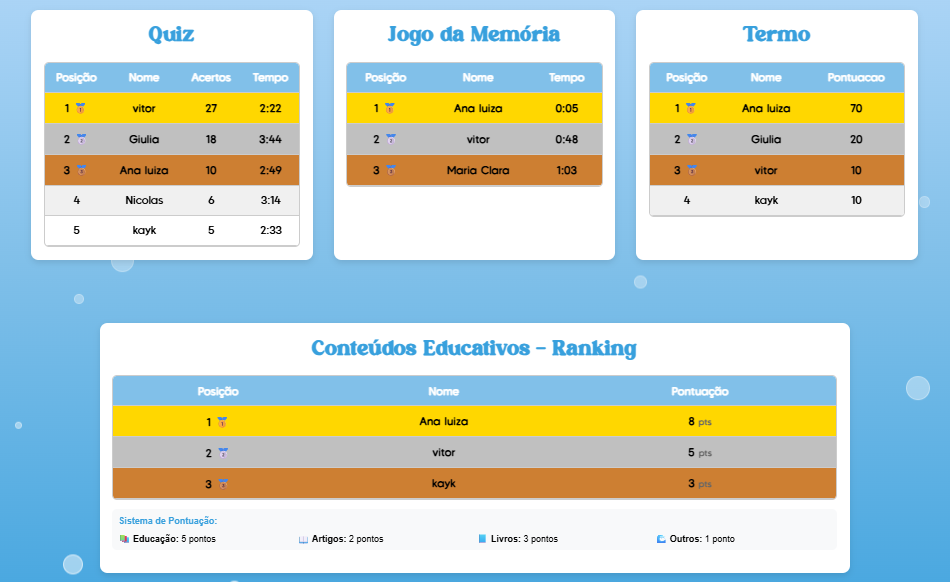 Quiz
Posição Nome Acertos Tempo
1 vitor 27 2:22
2 Giulia 18 3:44
3 Ana luiza 10 2:49
4 Nicolas 6 3:14
5 kayk 5 2:33
Jogo da Memória
Posição Nome Tempo
1 Ana luiza 0:05
2 vitor 0:48
3 Maria Clara 1:03
Termo
Posição Nome Pontuacao
1 Ana luiza 70
2 Giulia 20
3 vitor 10
4 kayk 10
Conteúdos Educativos - Ranking
Posição Nome Pontuação
1 Ana luiza 8 pts
2 vitor 5 pts
3 kayk 3 pts
Sistema de Pontuação:
Educação: 5 pontos Artigos: 2 pontos Livros: 3 pontos Outros: 1 ponto